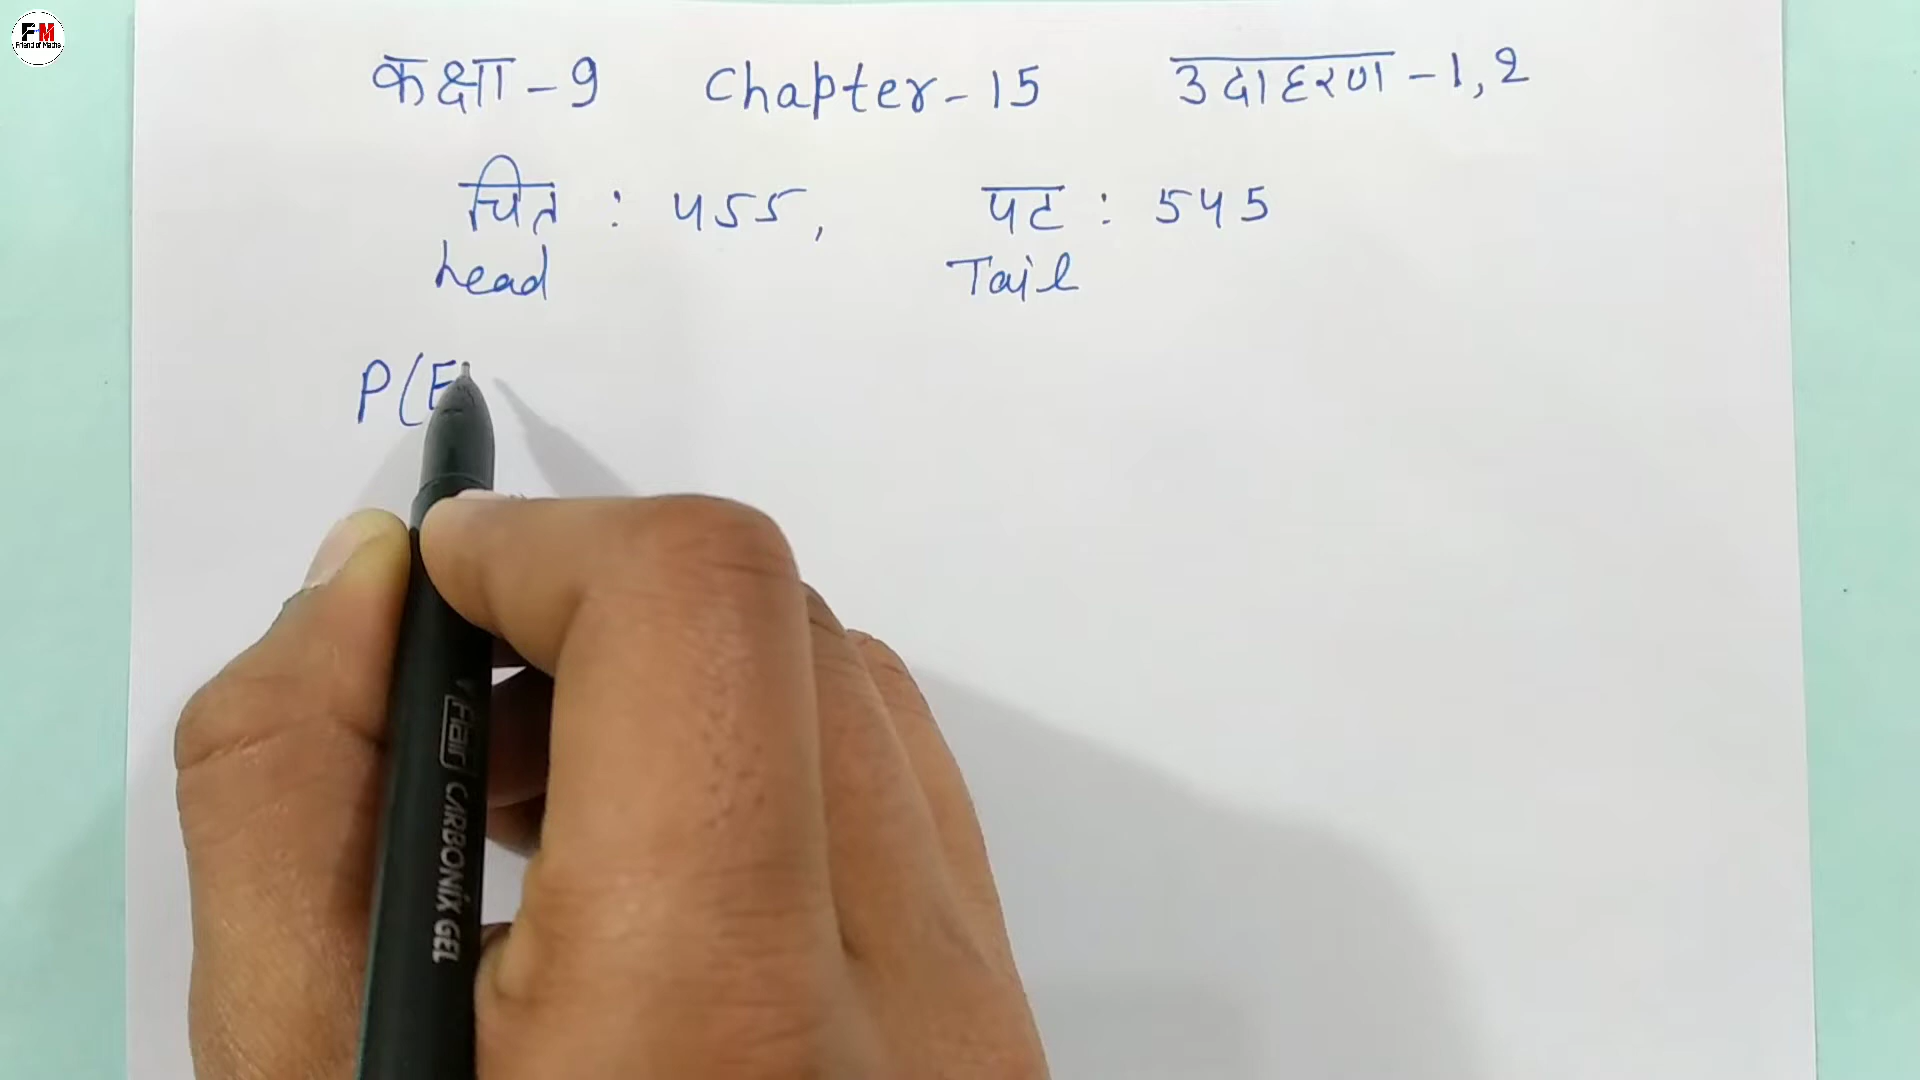 FM
Friend of Maths
कक्षा - 9 Chapter - 15 उदाहरण - 1, 2
चित : 455, पट : 545
head Tail
P(E
Flair CARBONIX GEL